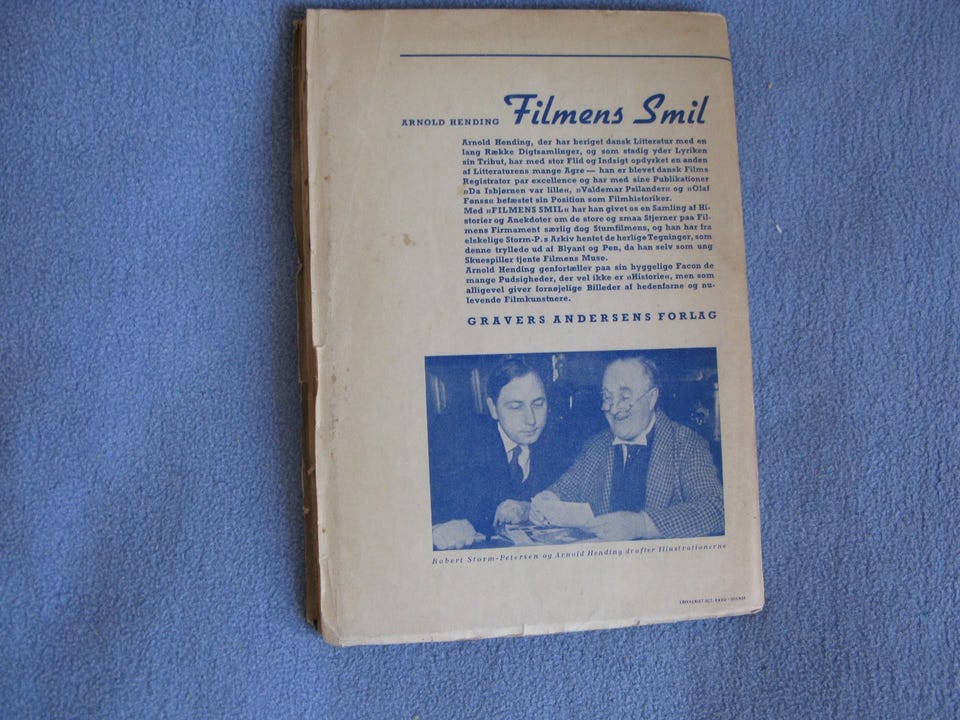 ARNOLD HENDING Filmens Smil
Arnold Hending, der har beriget dansk Litteratur med en
lang Række Digtsamlinger, og som stadig yder Lyriken
sin Tribut, har med stor Flid og Indsigt opdyrket en anden
af Litteraturens mange Agre — han er blevet dansk Films
Registrator par excellence og har med sine Publikationer
»Da Isbjørnen var lille«, »Valdemar Psilander« og »Olaf
Fønss« befæstet sin Position som Filmhistoriker.
Med »FILMENS SMIL« har han givet os en Samling af Hi-
storier og Anekdoter om de store og smaa Stjerner paa Fil-
mens Firmament særlig dog Stumfilmens, og han har fra
elskelige Storm-P.s Arkiv hentet de herlige Tegninger, som
denne tryllede ud af Blyant og Pen, da han selv som ung
Skuespiller tjente Filmens Muse.
Arnold Hending genfortæller paa sin hyggelige Facon de
mange Pudsigheder, der vel ikke er »Historie«, men som
alligevel giver fornøjelige Billeder af hedenfarne og nu-
levende Filmkunstnere.
GRAVERS ANDERSENS FORLAG
Robert Storm-Petersen og Arnold Hending drøfter Illustrationerne